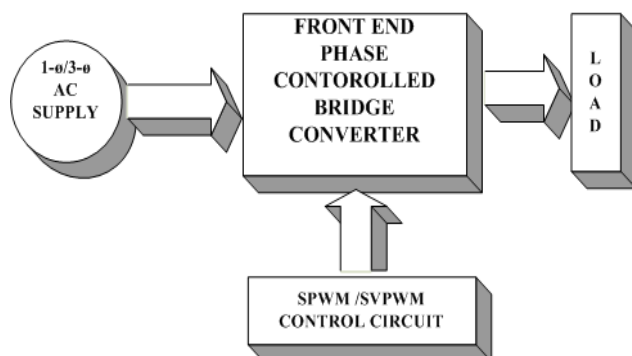 1-ø/3-ø
AC
SUPPLY
FRONT END
PHASE
CONTOROLLED
BRIDGE
CONVERTER
L
O
A
D
SPWM /SVPWM
CONTROL CIRCUIT